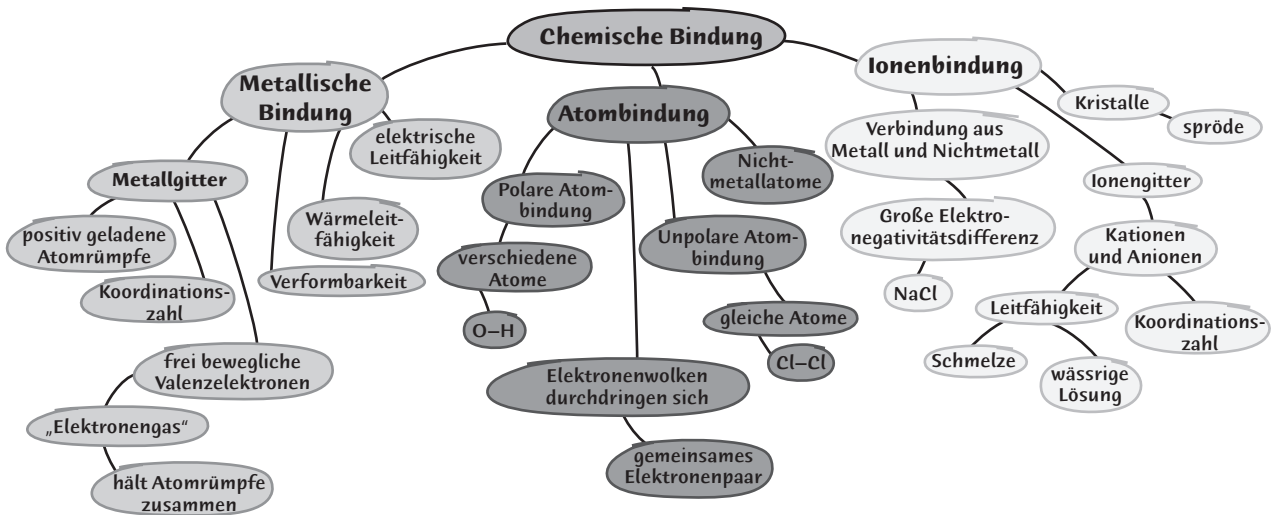 Chemische Bindung
Metallische
Bindung
elektrische
Leitfähigkeit
Metallgitter
Wärmeleit-
fähigkeit
positiv geladene
Atomrümpfe
Koordinations-
zahl
Verformbarkeit
frei bewegliche
Valenzelektronen
„Elektronengas“
hält Atomrümpfe
zusammen
Atombindung
Nicht-
metallatome
Polare Atom-
bindung
verschiedene
Atome
O–H
Unpolare Atom-
bindung
gleiche Atome
Cl–Cl
Elektronenwolken
durchdringen sich
gemeinsames
Elektronenpaar
Ionenbindung
Kristalle
spröde
Verbindung aus
Metall und Nichtmetall
Große Elektro-
negativitätsdifferenz
NaCl
Ionengitter
Kationen
und Anionen
Leitfähigkeit
Koordinations-
zahl
Schmelze
wässrige
Lösung